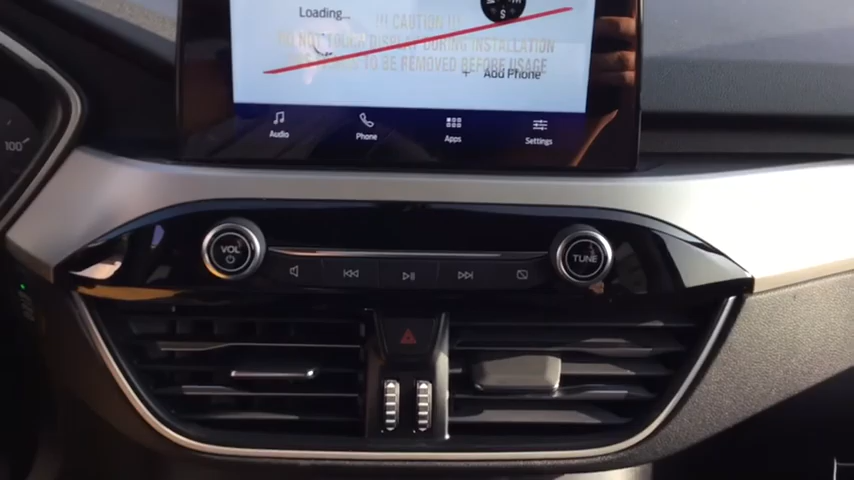 Loading...
!!! CAUTION !!!
DO NOT TOUCH DISPLAY DURING INSTALLATION
TO BE REMOVED BEFORE USAGE
+ Add Phone
S
Audio
Phone
Apps
Settings
100
VOL
TUNE